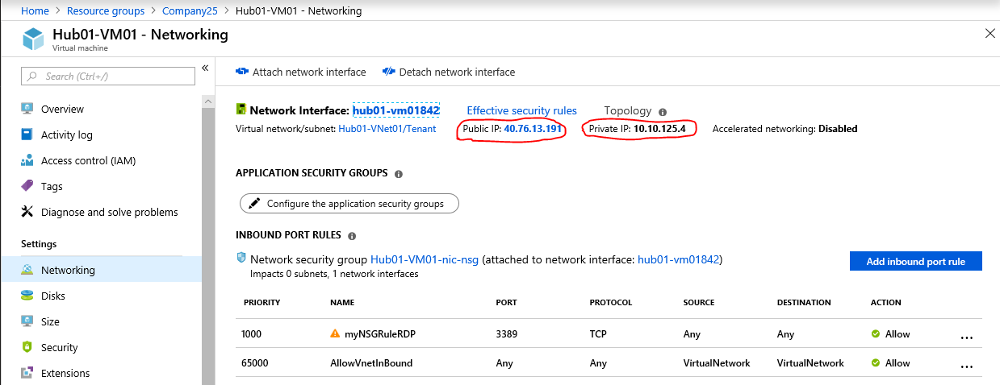 Home > Resource groups > Company25 > Hub01-VM01 - Networking
Hub01-VM01 - Networking
Virtual machine
Search (Ctrl+/)
Overview
Activity log
Access control (IAM)
Tags
Diagnose and solve problems
Settings
Networking
Disks
Size
Security
Extensions
Attach network interface Detach network interface
Network Interface: hub01-vm01842 Effective security rules Topology
Virtual network/subnet: Hub01-VNet01/Tenant Public IP: 40.76.13.191 Private IP: 10.10.125.4 Accelerated networking: Disabled
APPLICATION SECURITY GROUPS
Configure the application security groups
INBOUND PORT RULES
Network security group Hub01-VM01-nic-nsg (attached to network interface: hub01-vm01842)
Impacts 0 subnets, 1 network interfaces
Add inbound port rule
PRIORITY NAME PORT PROTOCOL SOURCE DESTINATION ACTION
1000 myNSGRuleRDP 3389 TCP Any Any Allow ...
65000 AllowVnetInBound Any Any VirtualNetwork VirtualNetwork Allow ...